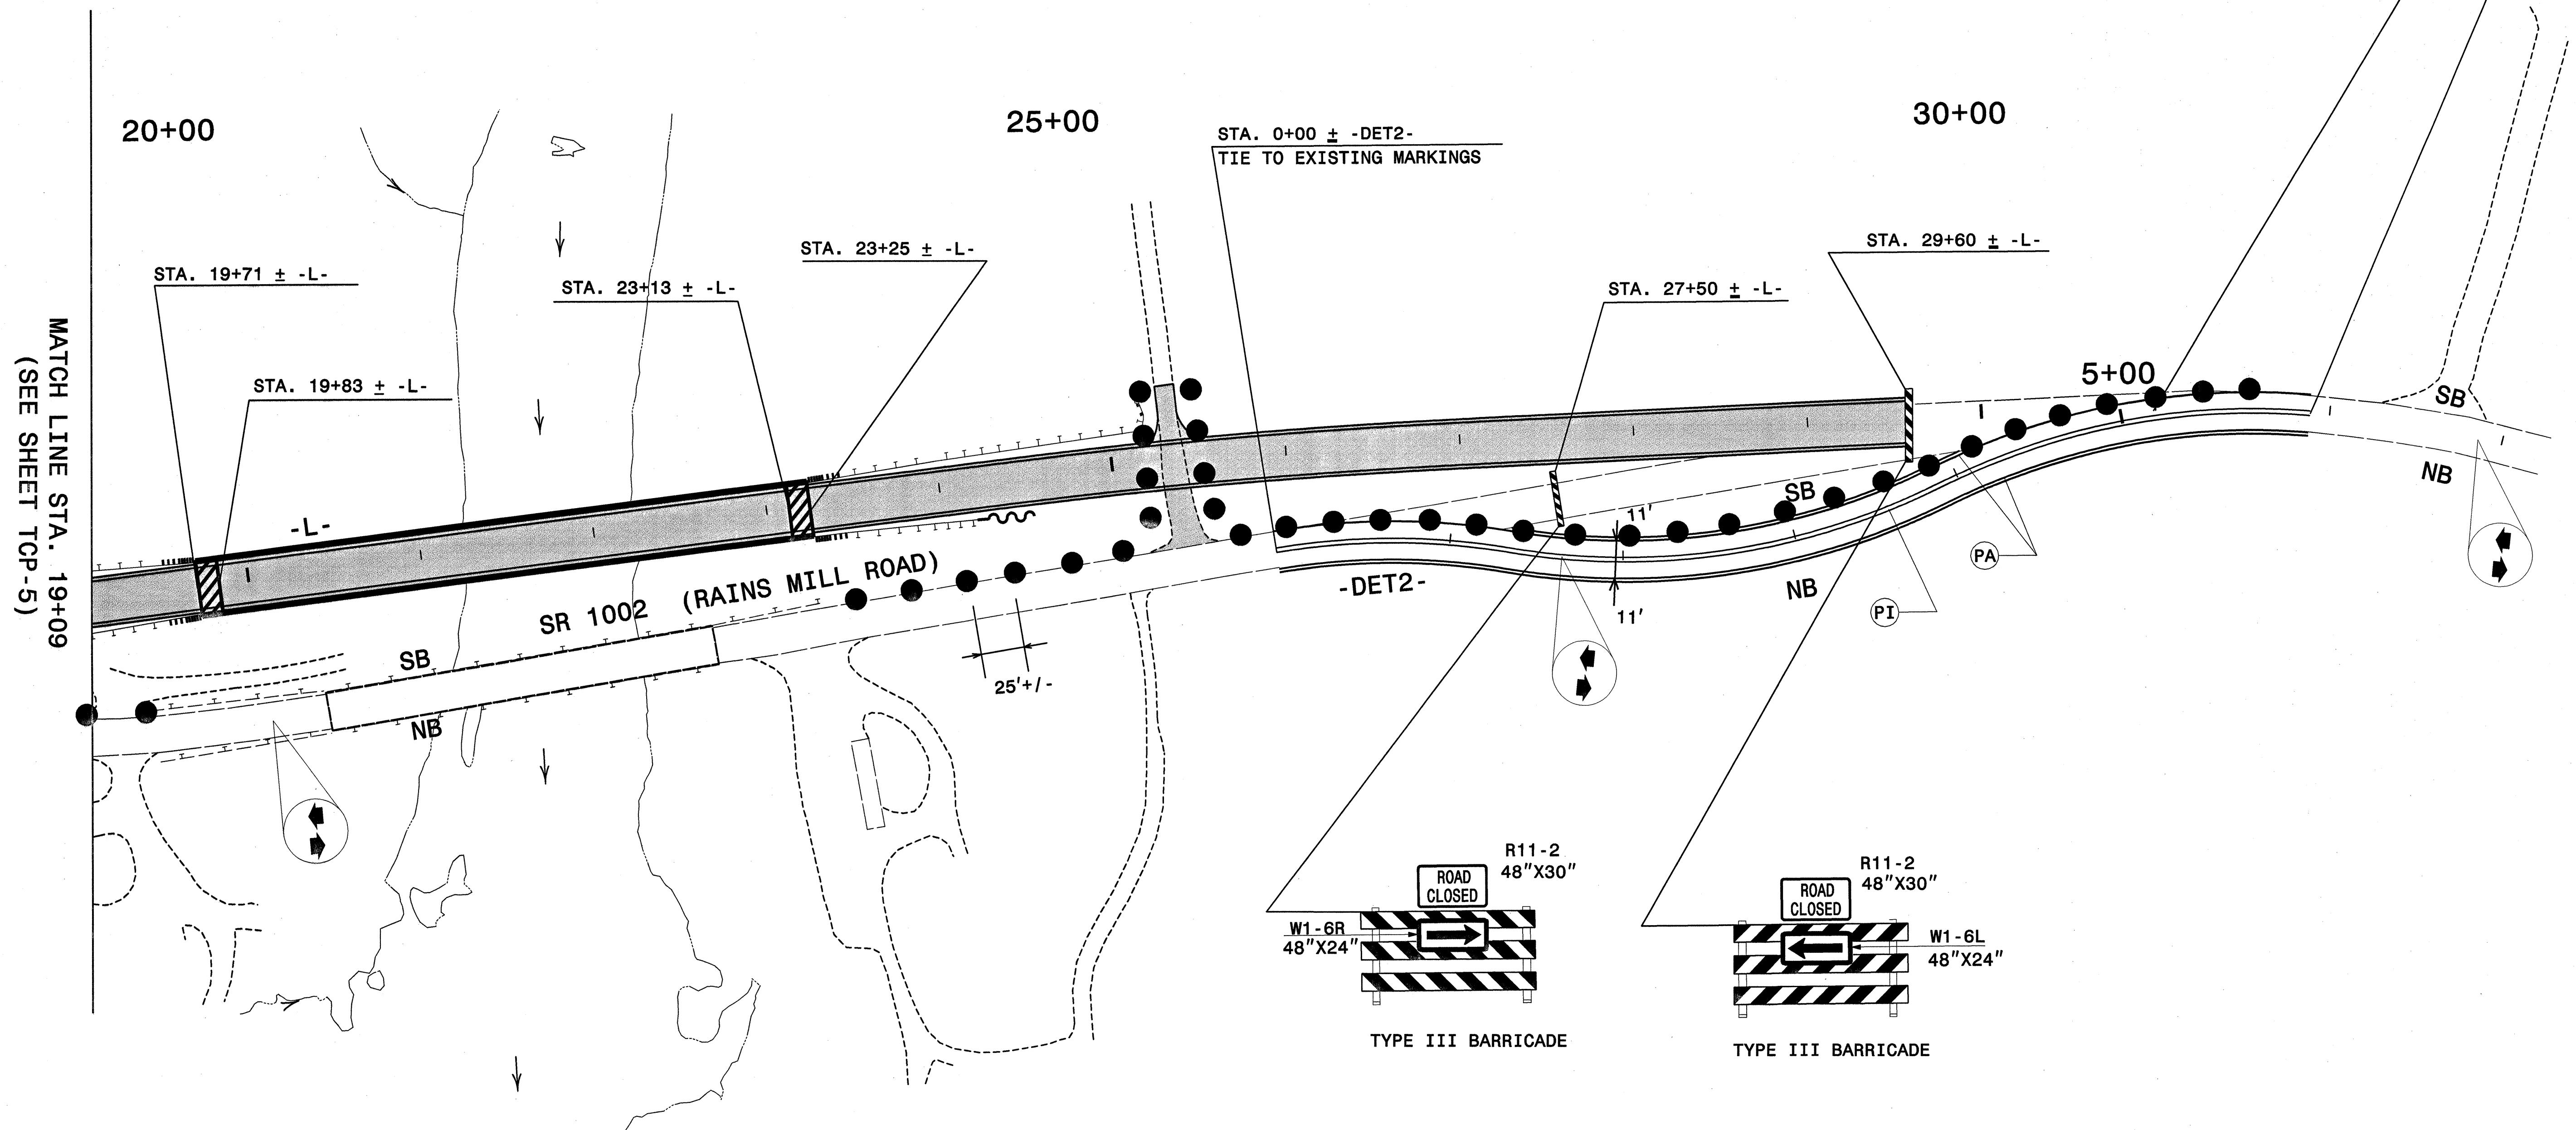 20+00
25+00
30+00
STA. 0+00 ± -DET2-
TIE TO EXISTING MARKINGS
STA. 19+71 ± -L-
STA. 23+13 ± -L-
STA. 23+25 ± -L-
STA. 27+50 ± -L-
STA. 29+60 ± -L-
STA. 19+83 ± -L-
MATCH LINE STA. 19+09
(SEE SHEET TCP-5)
5+00
SB
NB
-L-
SR 1002 (RAINS MILL ROAD)
SB
NB
25'+/-
SB
11'
11'
-DET2-
NB
PA
PI
R11-2
48"X30"
ROAD
CLOSED
W1-6R
48"X24"
TYPE III BARRICADE
R11-2
48"X30"
ROAD
CLOSED
W1-6L
48"X24"
TYPE III BARRICADE